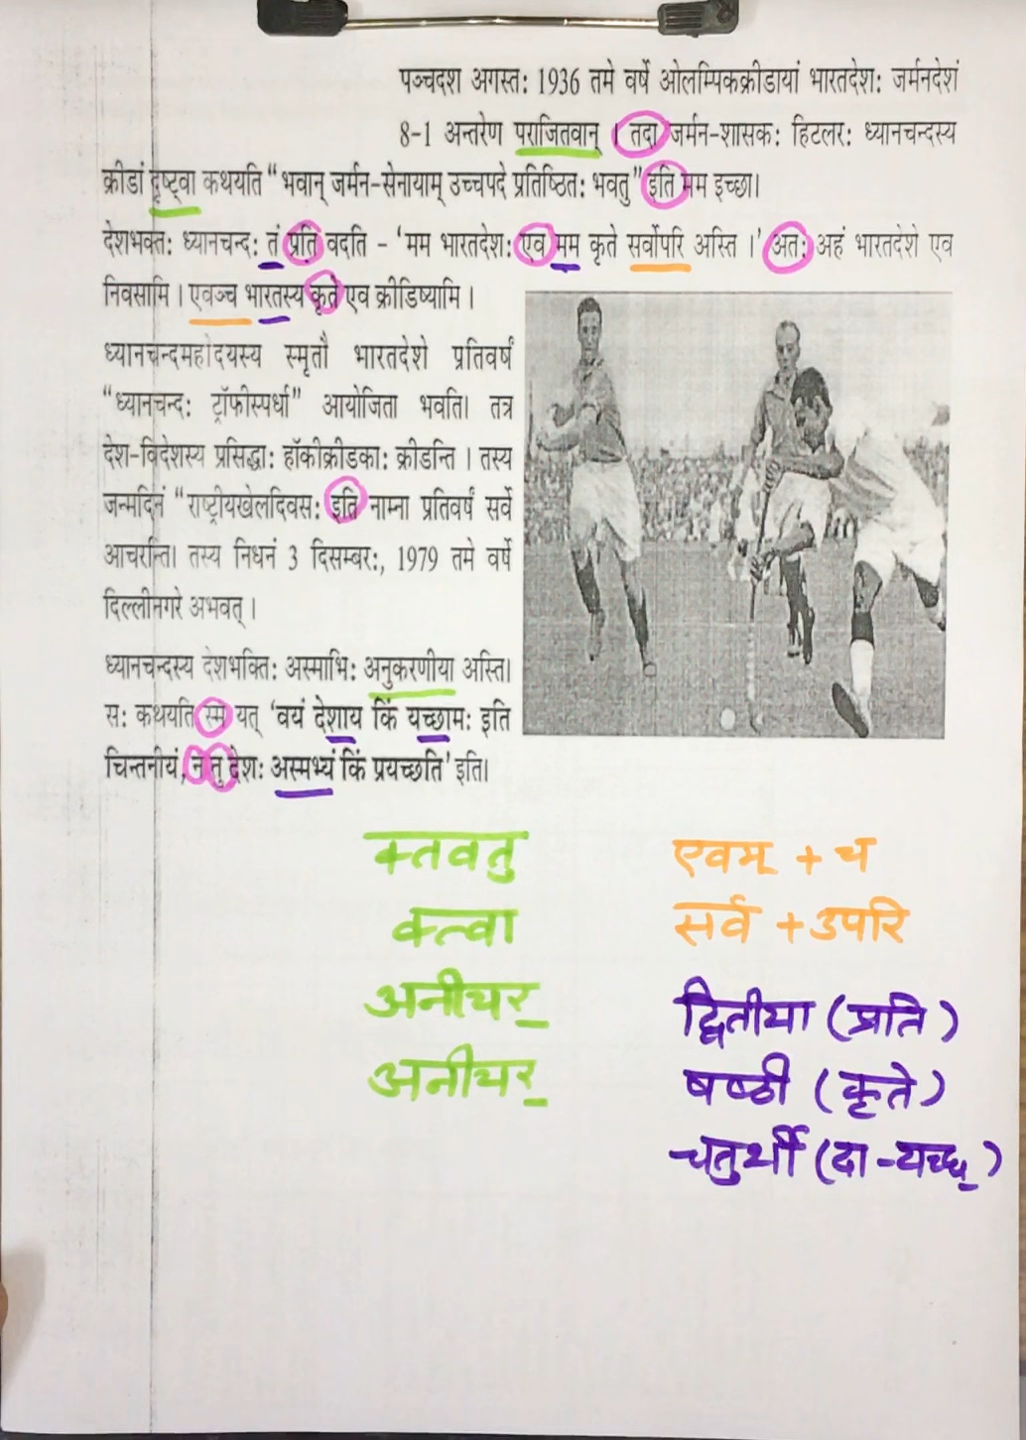 पञ्चदश अगस्त: 1936 तमे वर्षे ओलम्पिकक्रीडायां भारतदेश: जर्मनदेशं
8-1 अन्तरेण पराजितवान् । तदा जर्मन-शासक: हिटलर: ध्यानचन्दस्य
क्रीडां दृष्ट्वा कथयति “भवान् जर्मन-सेनायाम् उच्चपदे प्रतिष्ठित: भवतु” इति मम इच्छा।
देशभक्त: ध्यानचन्द: तं प्रति वदति - ‘मम भारतदेश: एव मम कृते सर्वोपरि अस्ति ।’ अत: अहं भारतदेशे एव
निवसामि । एवञ्च भारतस्य कृते एव क्रीडिष्यामि ।
ध्यानचन्दमहोदयस्य स्मृतौ भारतदेशे प्रतिवर्षं
“ध्यानचन्द: ट्रॉफीस्पर्धा” आयोजिता भवति। तत्र
देश-विदेशस्य प्रसिद्धा: हॉकीक्रीडका: क्रीडन्ति । तस्य
जन्मदिनं “राष्ट्रीयखेलदिवस: इति नाम्ना प्रतिवर्षं सर्वे
आचरन्ति। तस्य निधनं 3 दिसम्बर:, 1979 तमे वर्षे
दिल्लीनगरे अभवत् ।
ध्यानचन्दस्य देशभक्ति: अस्माभि: अनुकरणीया अस्ति।
स: कथयति स्म यत् ‘वयं देशाय किं यच्छाम: इति
चिन्तनीयं, न तु देश: अस्मभ्यं किं प्रयच्छति’ इति।
क्तवतु एवम् + च
क्त्वा सर्व + उपरि
अनीयर् द्वितीया (प्रति)
अनीयर् षष्ठी (कृते)
चतुर्थी (दा - यच्छ्)